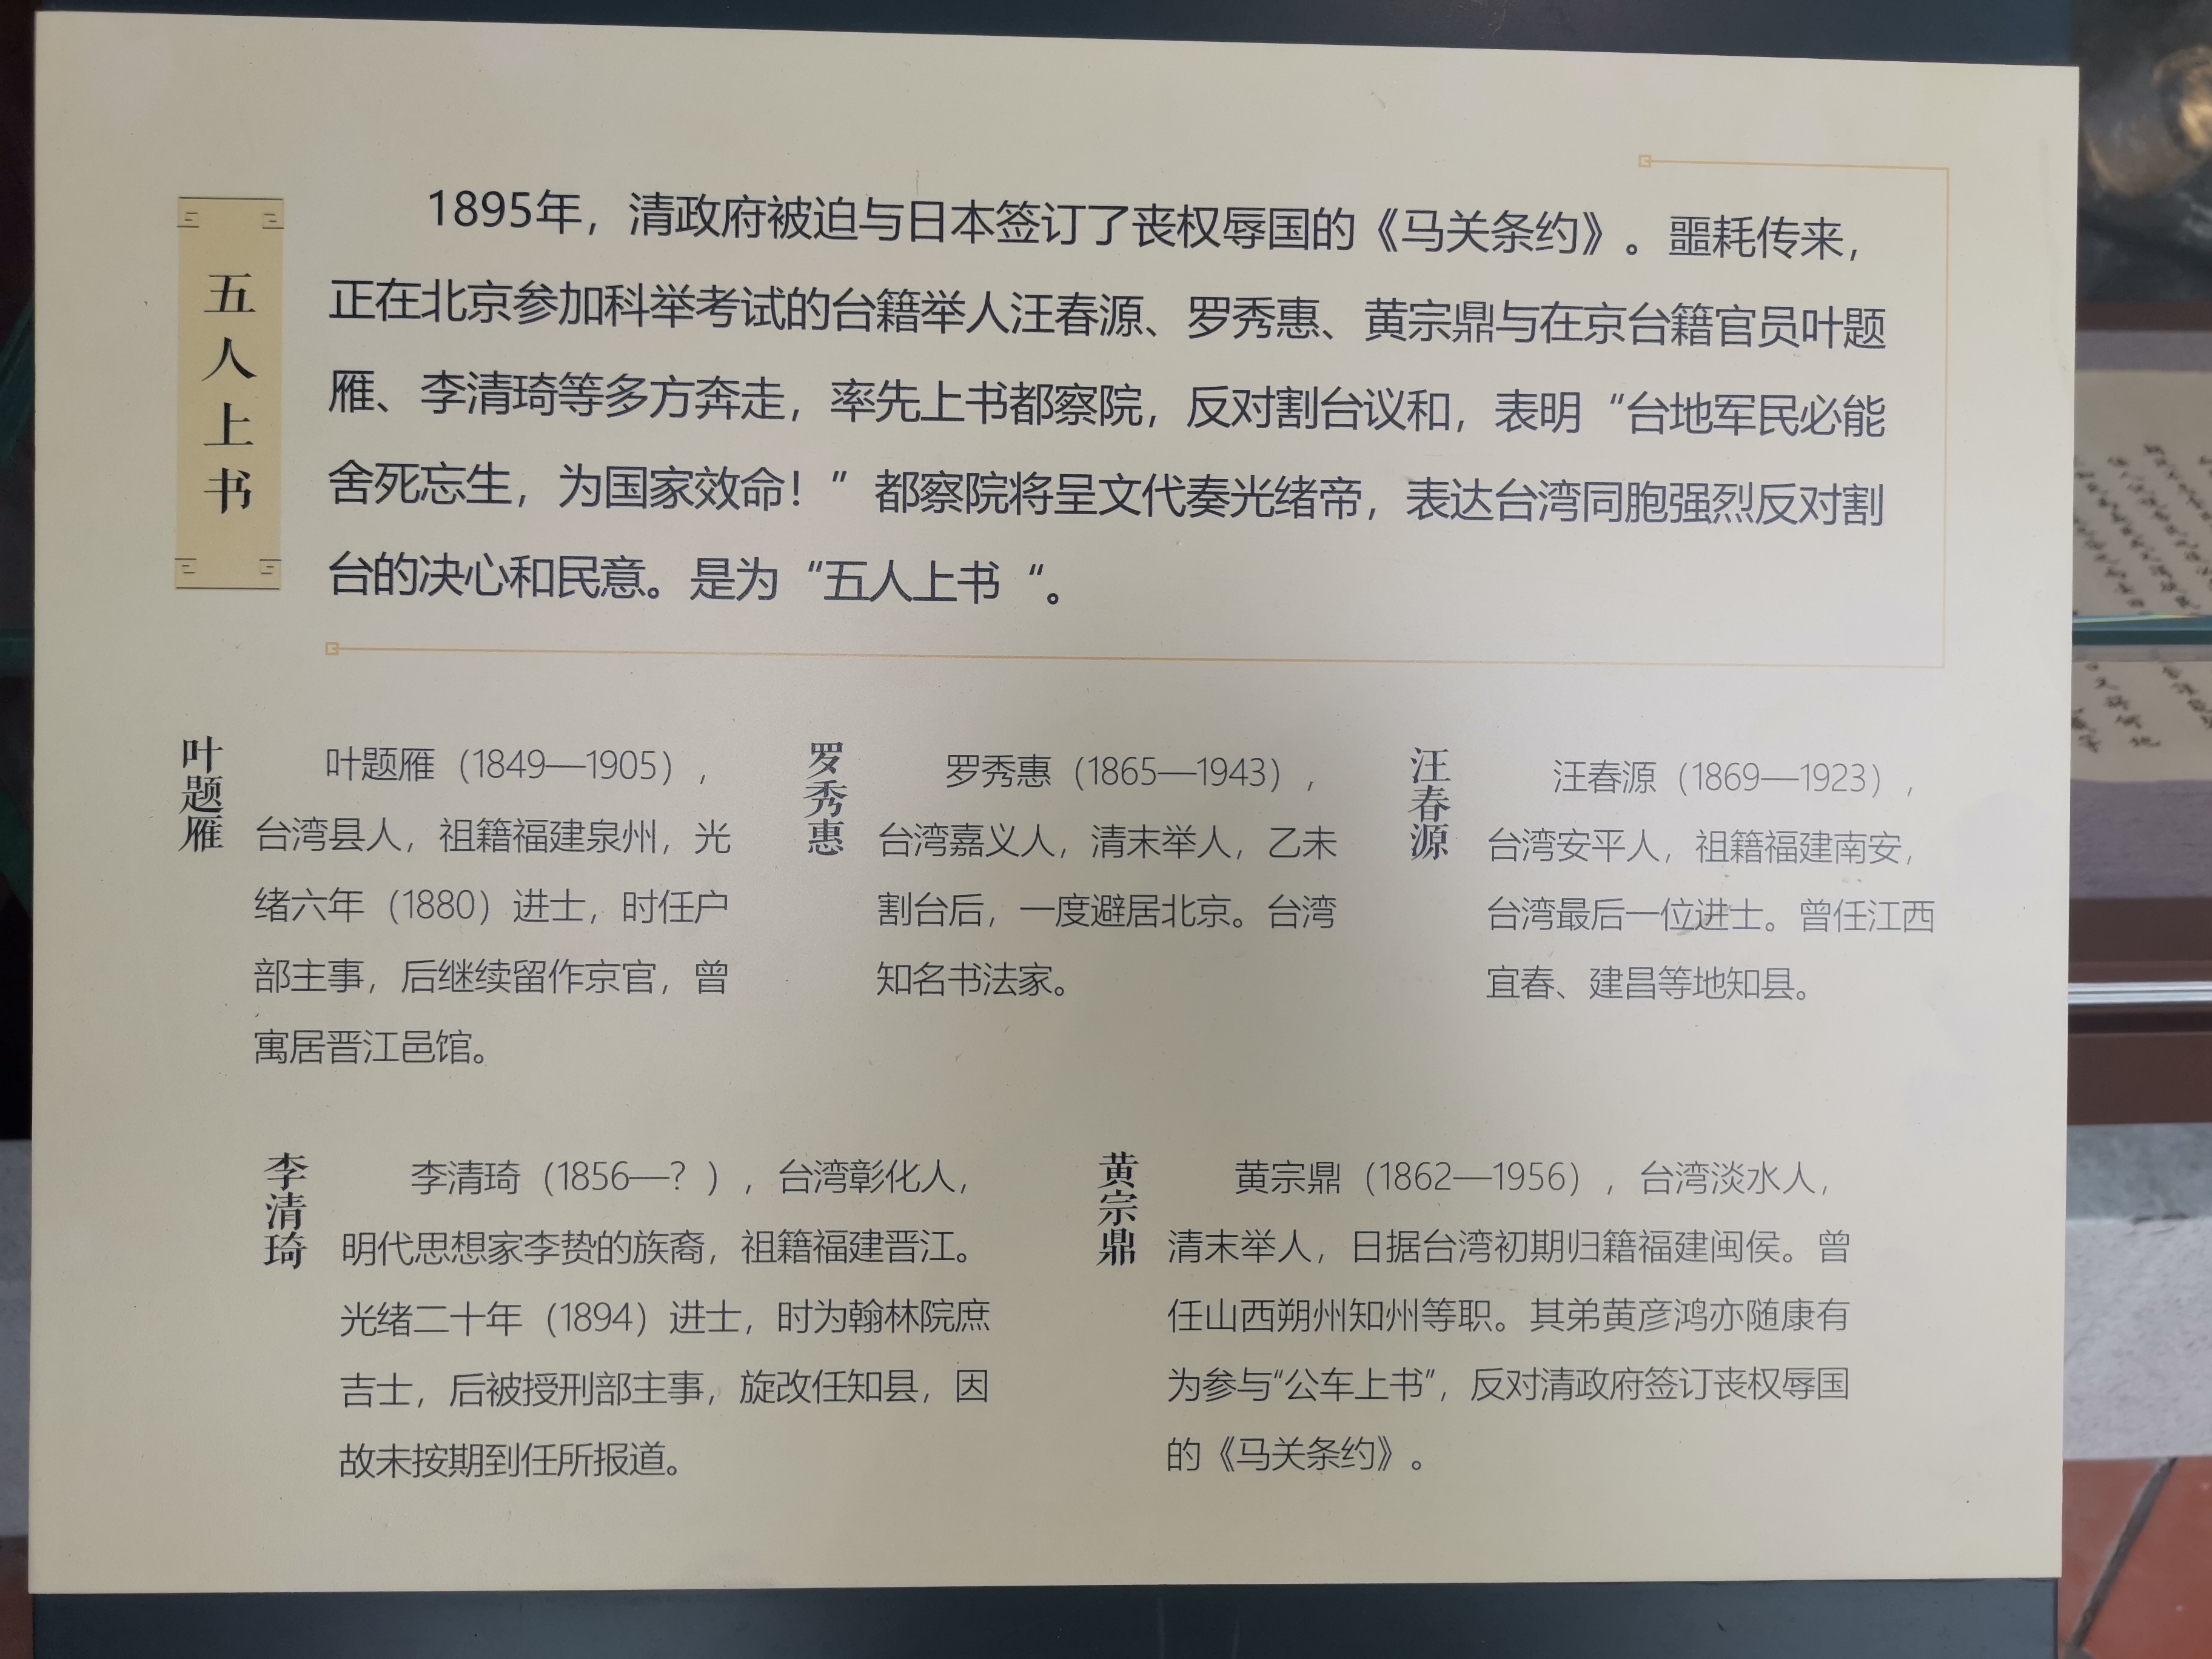 五人上书
1895年，清政府被迫与日本签订了丧权辱国的《马关条约》。噩耗传来，
正在北京参加科举考试的台籍举人汪春源、罗秀惠、黄宗鼎与在京台籍官员叶题
雁、李清琦等多方奔走，率先上书都察院，反对割台议和，表明“台地军民必能
舍死忘生，为国家效命！”都察院将呈文代奏光绪帝，表达台湾同胞强烈反对割
台的决心和民意。是为“五人上书“。
叶题雁
叶题雁（1849—1905），
台湾县人，祖籍福建泉州，光
绪六年（1880）进士，时任户
部主事，后继续留作京官，曾
寓居晋江邑馆。
罗秀惠
罗秀惠（1865—1943），
台湾嘉义人，清末举人，乙未
割台后，一度避居北京。台湾
知名书法家。
汪春源
汪春源（1869—1923），
台湾安平人，祖籍福建南安，
台湾最后一位进士。曾任江西
宜春、建昌等地知县。
李清琦
李清琦（1856—？），台湾彰化人，
明代思想家李贽的族裔，祖籍福建晋江。
光绪二十年（1894）进士，时为翰林院庶
吉士，后被授刑部主事，旋改任知县，因
故未按期到任所报道。
黄宗鼎
黄宗鼎（1862—1956），台湾淡水人，
清末举人，日据台湾初期归籍福建闽侯。曾
任山西朔州知州等职。其弟黄彦鸿亦随康有
为参与“公车上书”，反对清政府签订丧权辱国
的《马关条约》。